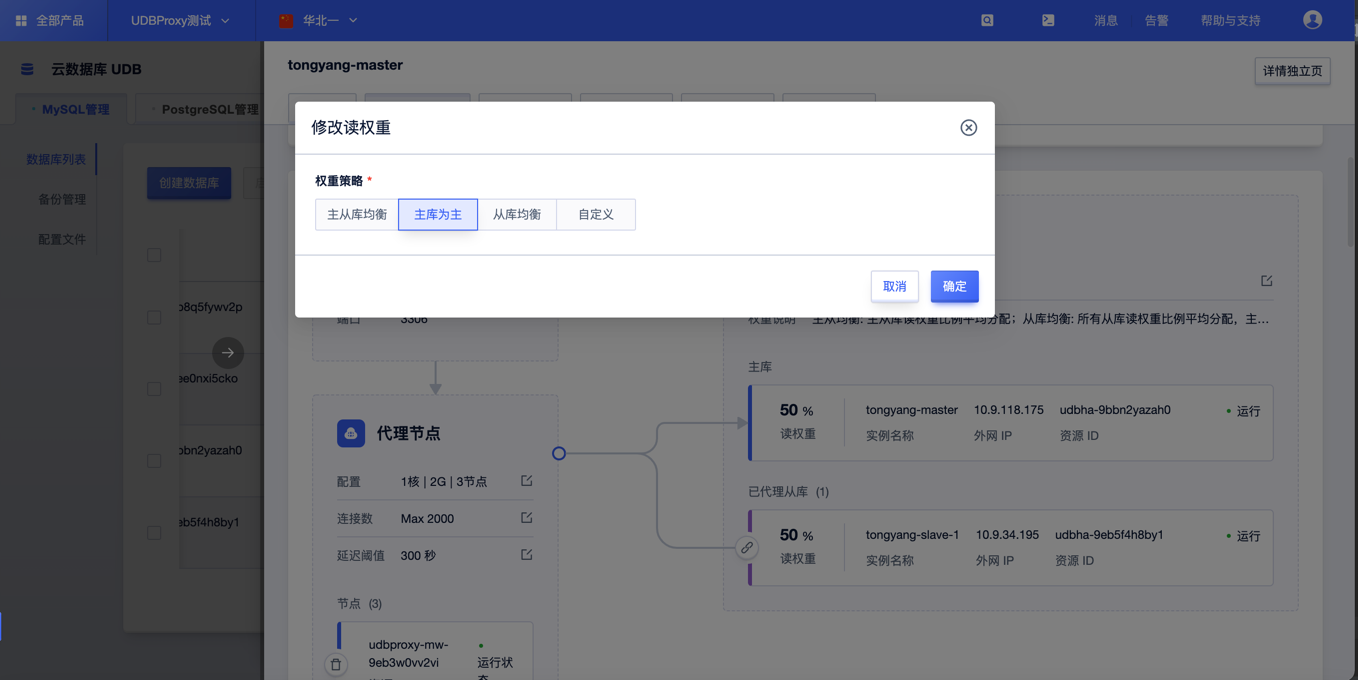 全部产品
UDBProxy测试
华北一
消息
告警
帮助与支持
云数据库 UDB
tongyang-master
详情独立页
MySQL管理
PostgreSQL管理
修改读权重
数据库列表
创建数据库
权重策略 *
备份管理
主从库均衡
主库为主
从库均衡
自定义
配置文件
取消
确定
b8q5fywv2p
端口
3306
权重说明
主从均衡: 主从库读权重比例平均分配；从库均衡: 所有从库读权重比例平均分配，主...
ee0nxi5cko
主库
50 %
读权重
tongyang-master
10.9.118.175
udbha-9bbn2yazah0
运行
实例名称
外网 IP
资源 ID
代理节点
bbn2yazah0
配置
1核 | 2G | 3节点
已代理从库 (1)
连接数
Max 2000
eb5f4h8by1
50 %
读权重
tongyang-slave-1
10.9.34.195
udbha-9eb5f4h8by1
运行
实例名称
外网 IP
资源 ID
延迟阈值
300 秒
节点 (3)
udbproxy-mw-
9eb3w0vv2vi
运行状
态